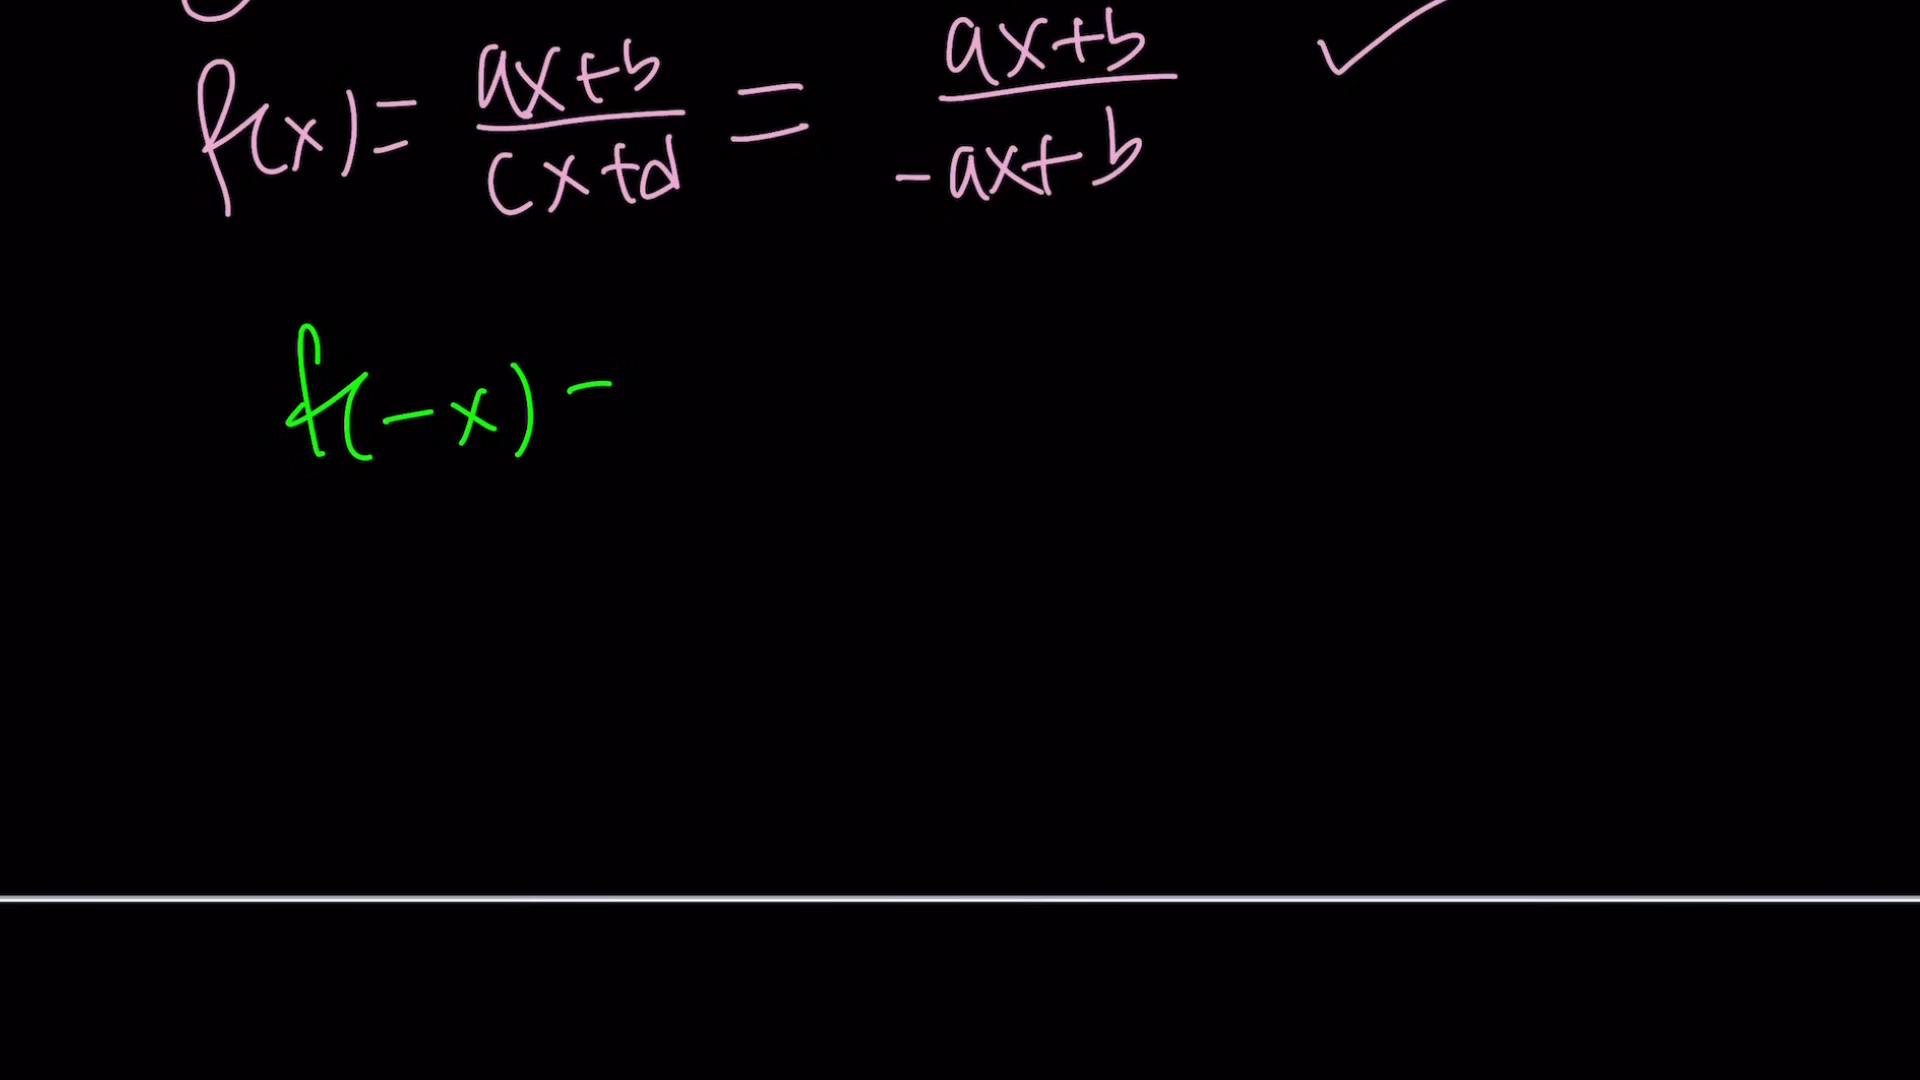 f(x) = (ax+b)/(cx+d) = (ax+b)/(-ax+b) ✓
f(-x) -